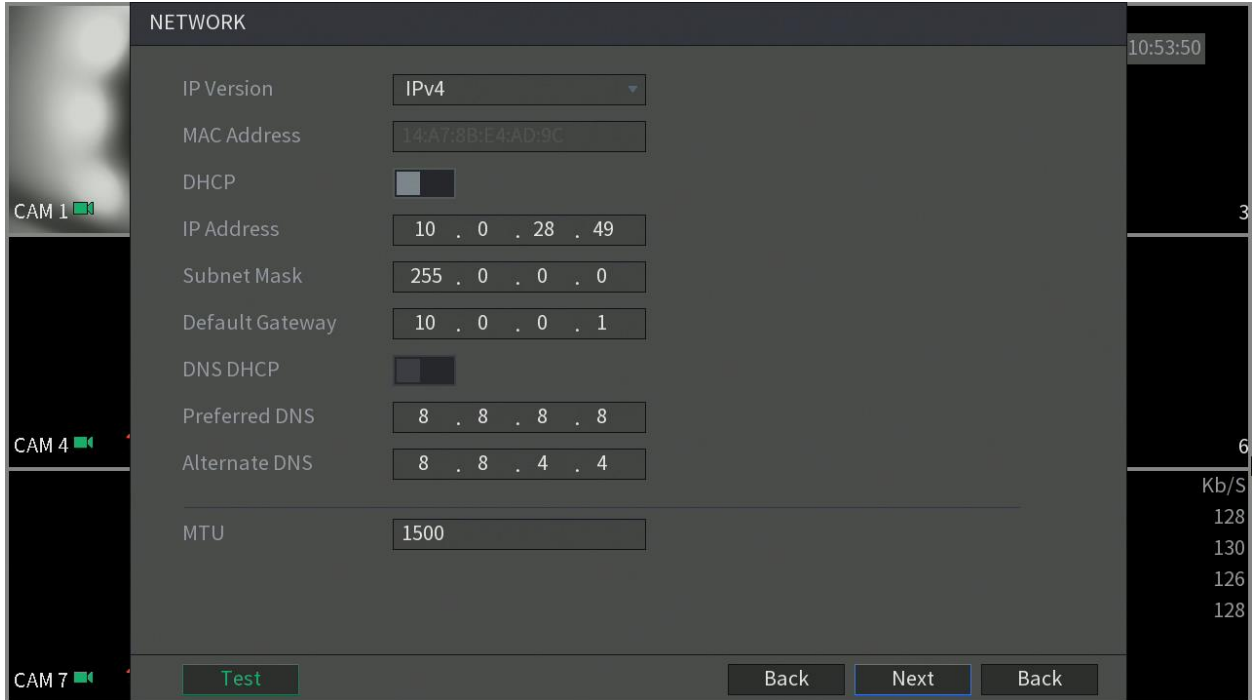 NETWORK
10:53:50
IP Version IPv4
MAC Address 14:A7:8B:E4:AD:9C
DHCP
CAM 1
3
IP Address 10 . 0 . 28 . 49
Subnet Mask 255 . 0 . 0 . 0
Default Gateway 10 . 0 . 0 . 1
DNS DHCP
Preferred DNS 8 . 8 . 8 . 8
CAM 4
6
Alternate DNS 8 . 8 . 4 . 4
Kb/S
128
MTU 1500
130
126
128
CAM 7
Test Back Next Back